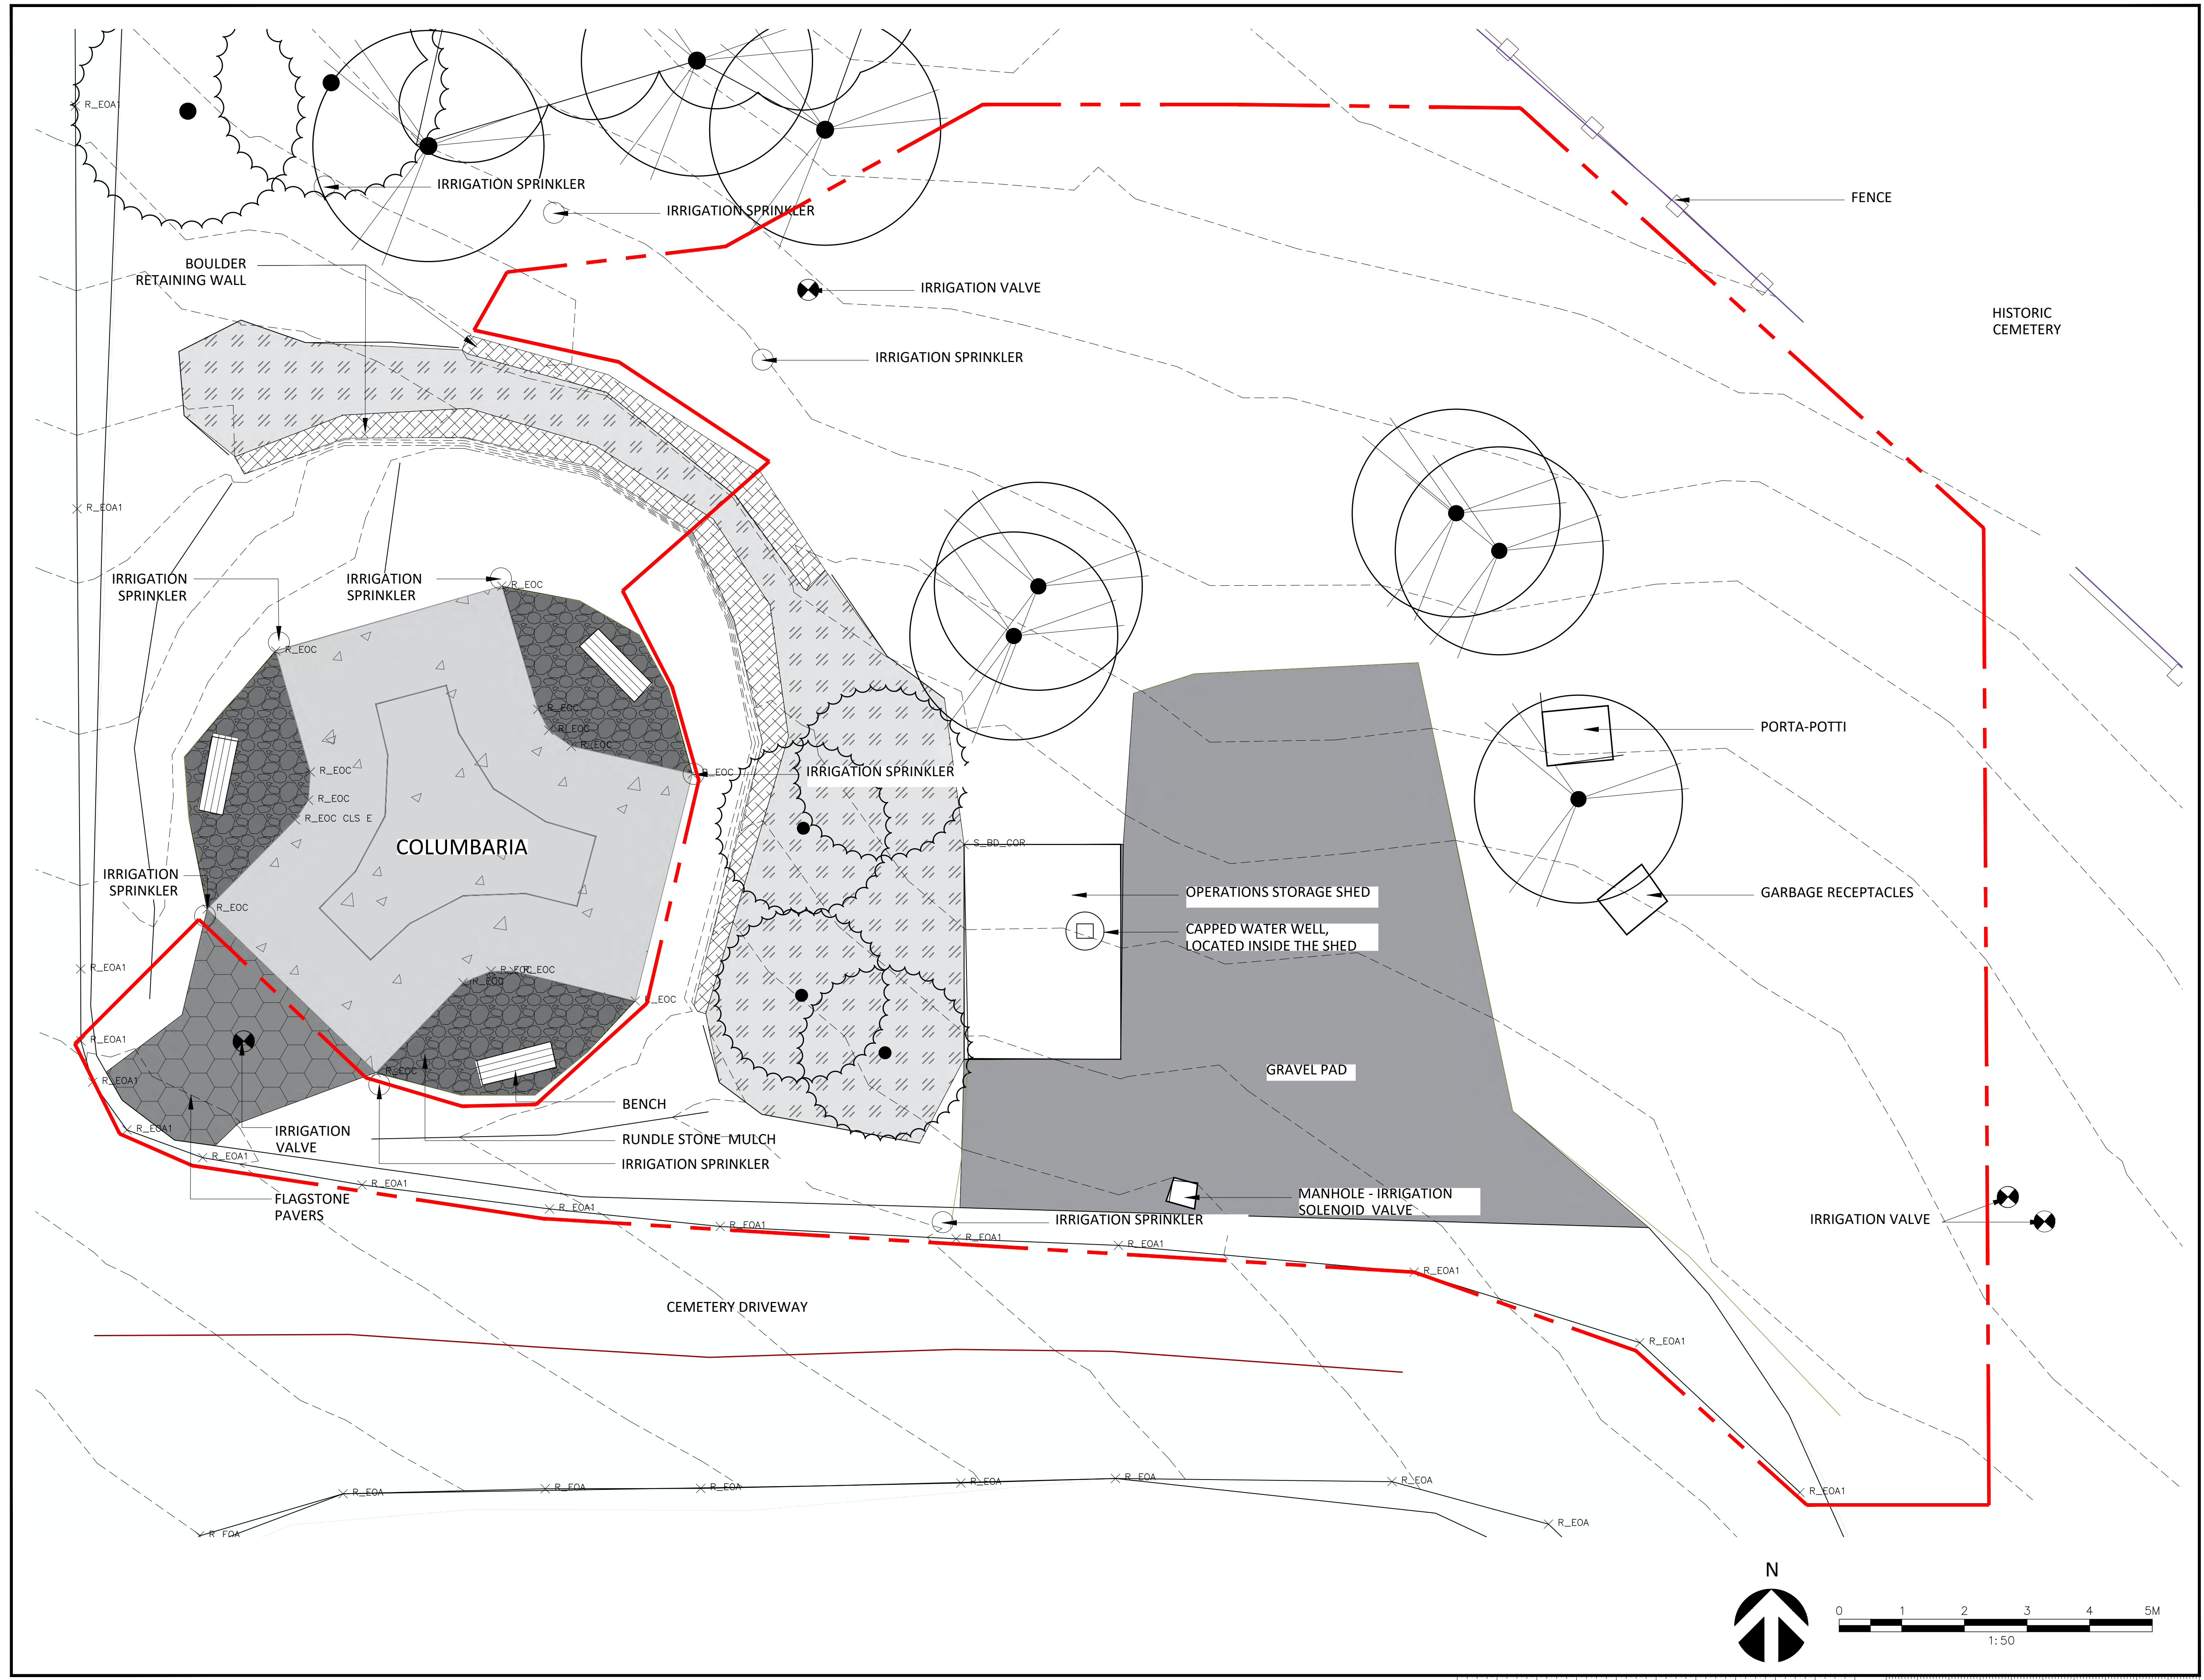 R_EOA1
IRRIGATION SPRINKLER
IRRIGATION SPRINKLER
FENCE
BOULDER
RETAINING WALL
IRRIGATION VALVE
HISTORIC
CEMETERY
IRRIGATION SPRINKLER
R_EOA1
IRRIGATION
SPRINKLER
IRRIGATION
SPRINKLER
R_EOC
R_EOC
R_EOC
R_EOC
R_EOC
PORTA-POTTI
R_EOC
R_EOC
IRRIGATION SPRINKLER
R_EOC
R_EOC CLS E
COLUMBARIA
S_BD_COR
IRRIGATION
SPRINKLER
OPERATIONS STORAGE SHED
GARBAGE RECEPTACLES
R_EOC
CAPPED WATER WELL,
LOCATED INSIDE THE SHED
R_EOA1
R_EOC
R_EOC
R_EOC
R_EOC
R_EOA1
R_EOC
GRAVEL PAD
R_EOA1
BENCH
R_EOA1
IRRIGATION
VALVE
RUNDLE STONE MULCH
R_EOA1
IRRIGATION SPRINKLER
R_EOA1
FLAGSTONE
PAVERS
MANHOLE - IRRIGATION
SOLENOID VALVE
R_EOA1
R_EOA1
IRRIGATION SPRINKLER
IRRIGATION VALVE
R_EOA1
R_EOA1
R_EOA1
CEMETERY DRIVEWAY
R_EOA1
R_EOA
R_EOA
R_EOA
R_EOA
R_EOA
R_EOA
R_EOA1
R_EOA
R_EOA
N
0 1 2 3 4 5M
1:50